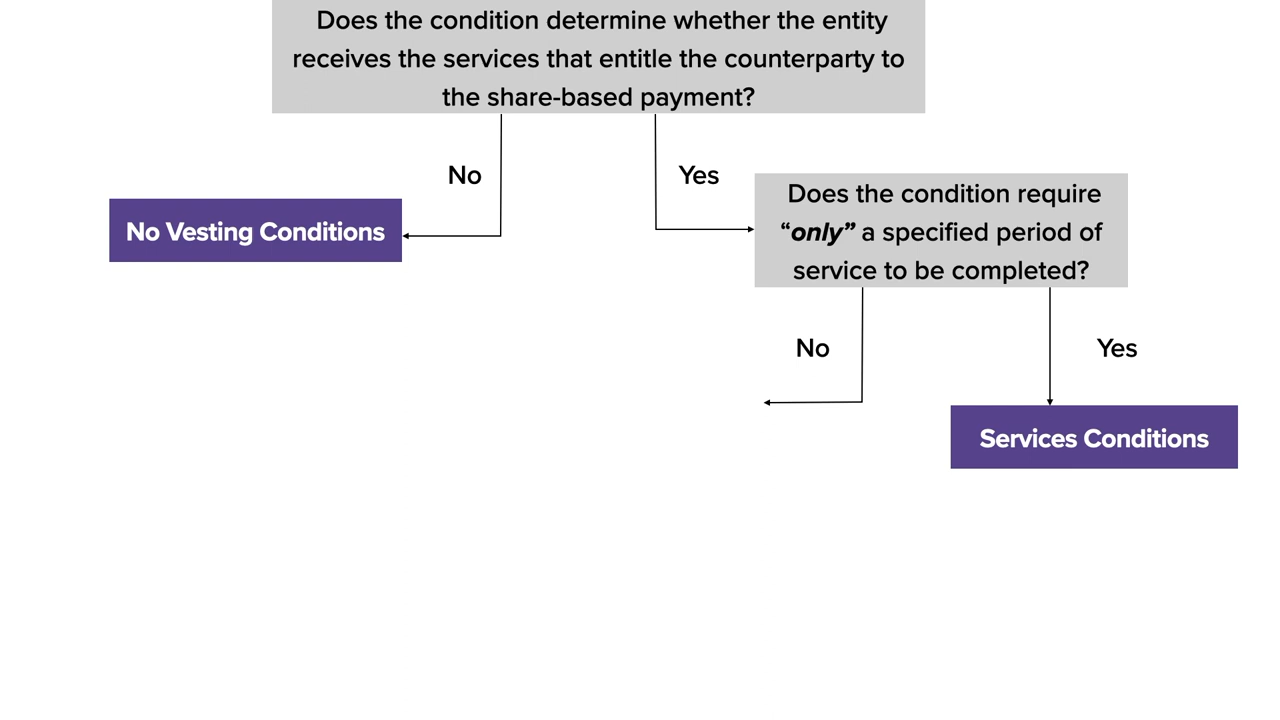 Does the condition determine whether the entity
receives the services that entitle the counterparty to
the share-based payment?
No
Yes
No Vesting Conditions
Does the condition require
“only” a specified period of
service to be completed?
No
Yes
Services Conditions